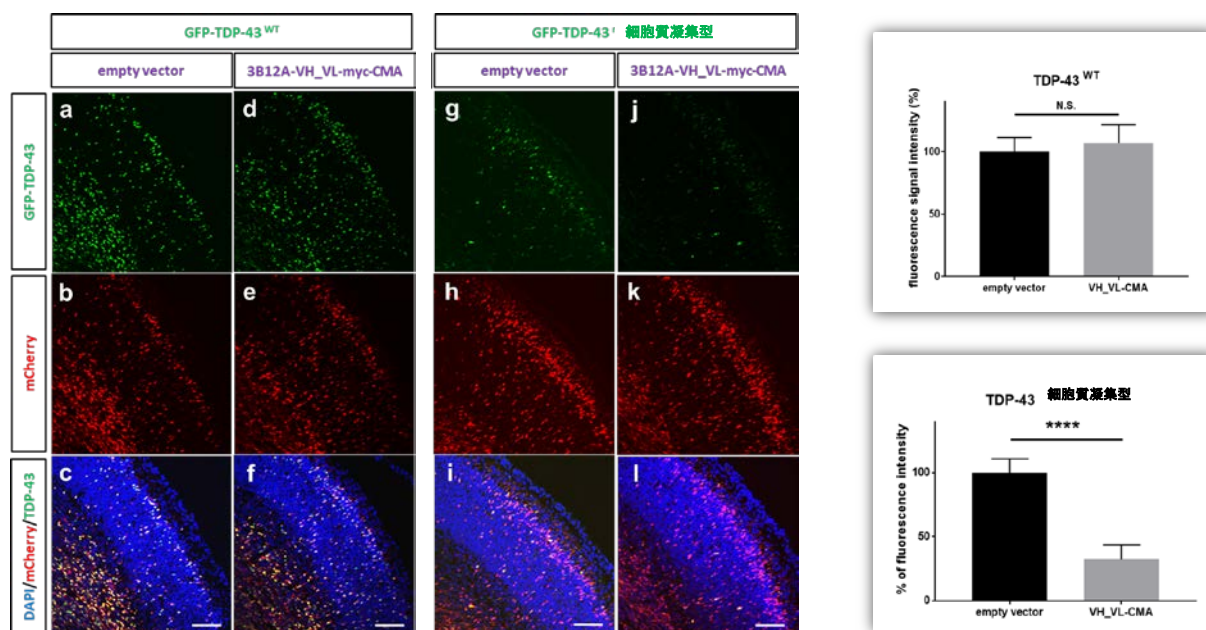 GFP-TDP-43 WT
GFP-TDP-43 細胞質凝集型
empty vector
3B12A-VH_VL-myc-CMA
empty vector
3B12A-VH_VL-myc-CMA
GFP-TDP-43
a
d
g
j
mCherry
b
e
h
k
DAPI/mCherry/TDP-43
c
f
i
l
TDP-43 WT
N.S.
fluorescence signal intensity (%)
100
50
0
empty vector
VH_VL-CMA
TDP-43 細胞質凝集型
****
% of fluorescence intensity
100
50
0
empty vector
VH_VL-CMA